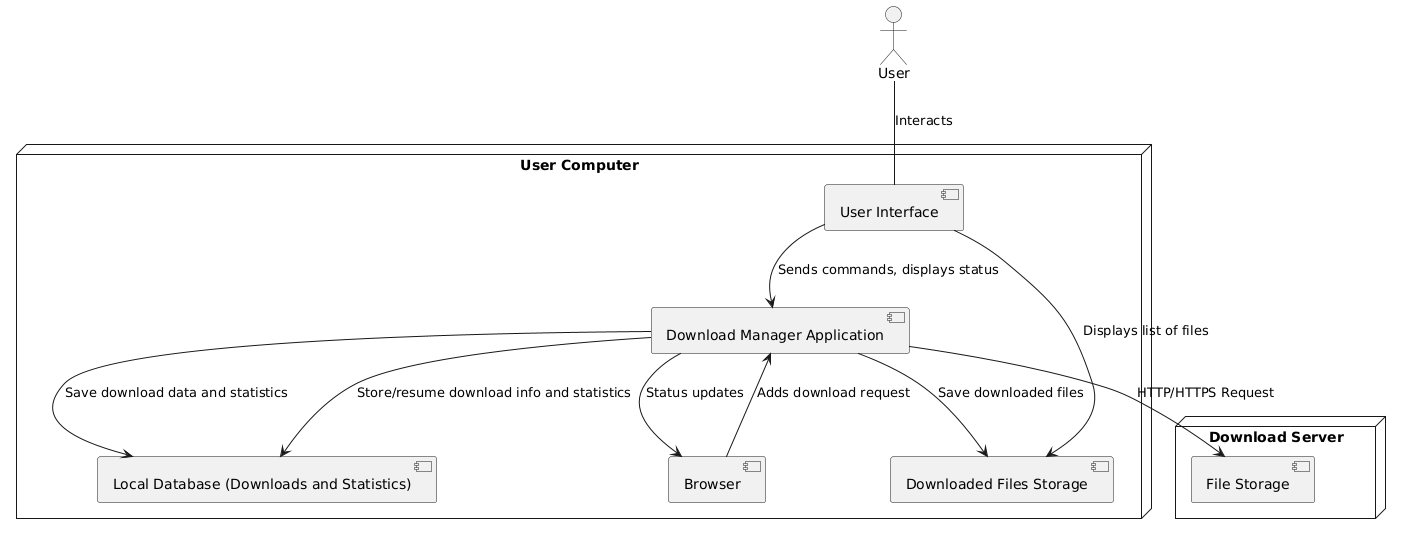 User
Interacts
User Computer
User Interface
Sends commands, displays status
Displays list of files
Download Manager Application
Save download data and statistics
Store/resume download info and statistics
Status updates
Adds download request
Save downloaded files
HTTP/HTTPS Request
Download Server
Local Database (Downloads and Statistics)
Browser
Downloaded Files Storage
File Storage